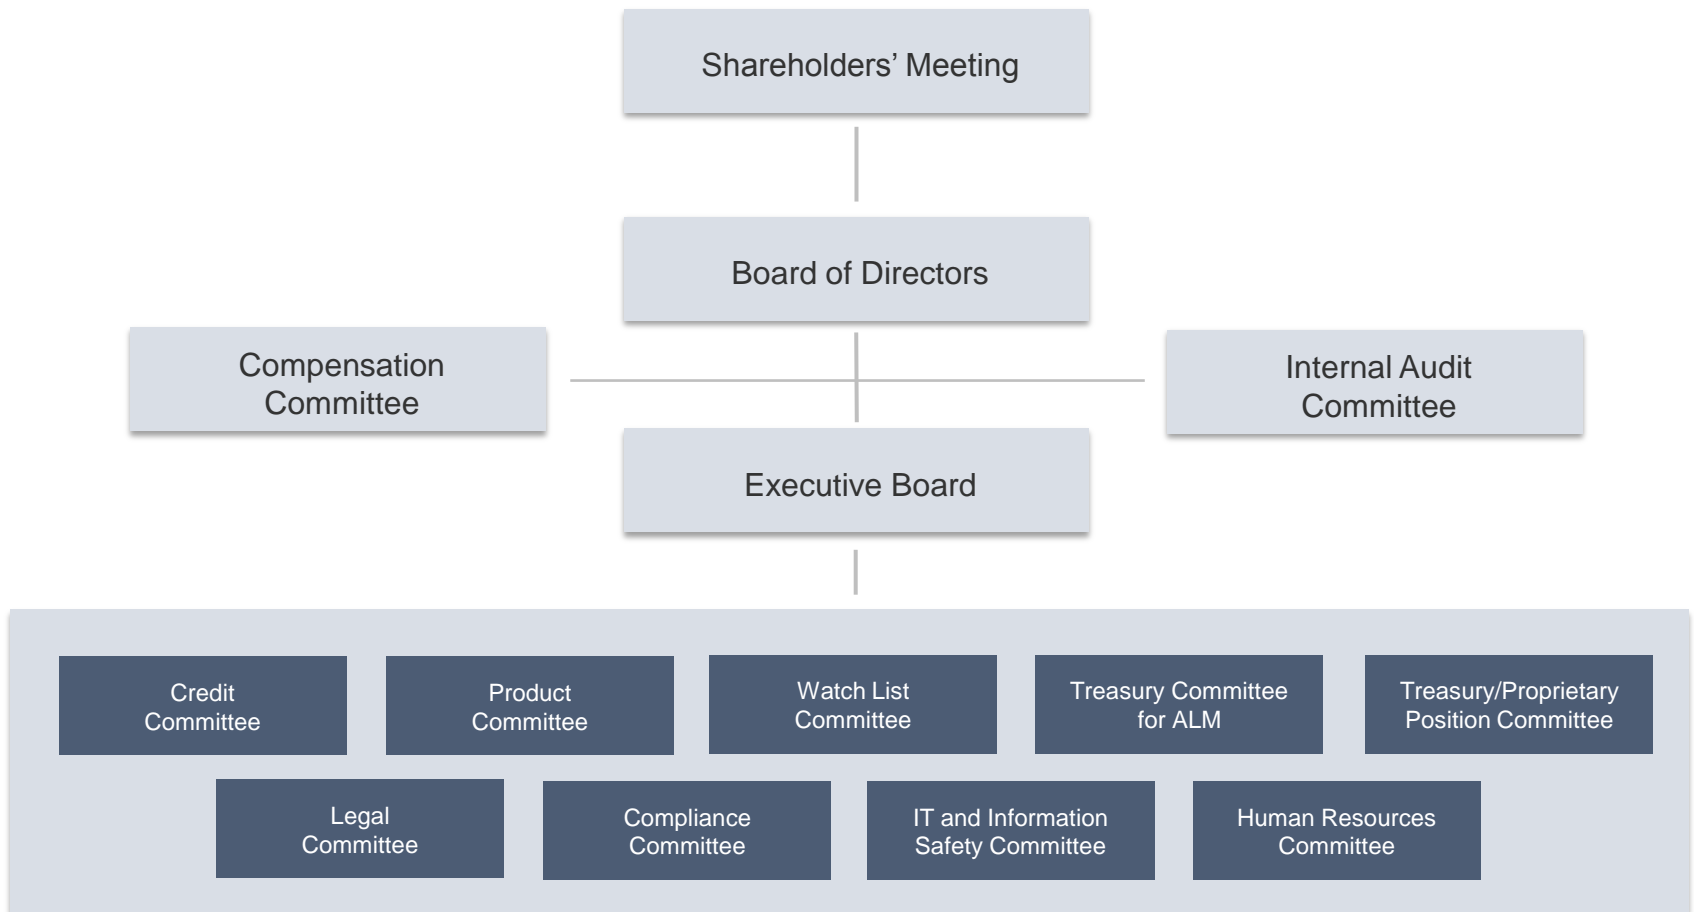 Shareholders’ Meeting
Board of Directors
Compensation
Committee
Internal Audit
Committee
Executive Board
Credit
Committee
Product
Committee
Watch List
Committee
Treasury Committee
for ALM
Treasury/Proprietary
Position Committee
Legal
Committee
Compliance
Committee
IT and Information
Safety Committee
Human Resources
Committee